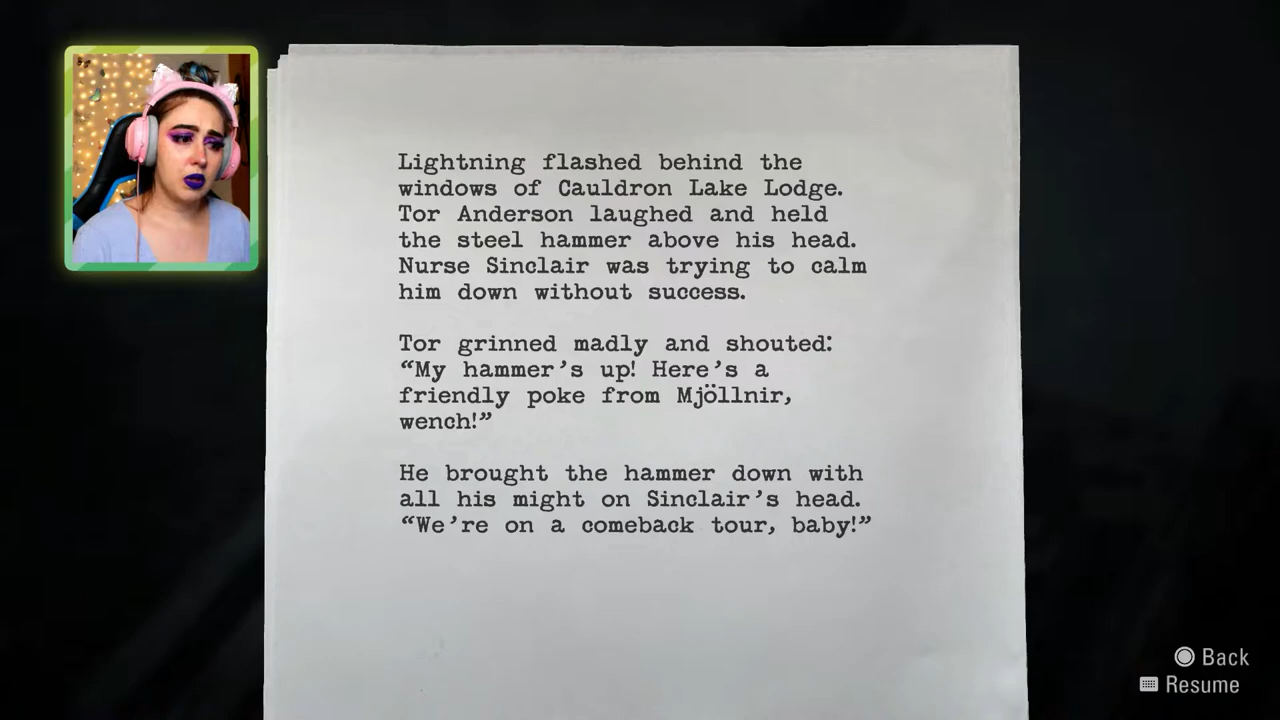 Lightning flashed behind the
windows of Cauldron Lake Lodge.
Tor Anderson laughed and held
the steel hammer above his head.
Nurse Sinclair was trying to calm
him down without success.
Tor grinned madly and shouted:
“My hammer’s up! Here’s a
friendly poke from Mjöllnir,
wench!”
He brought the hammer down with
all his might on Sinclair’s head.
“We’re on a comeback tour, baby!”
Back
Resume